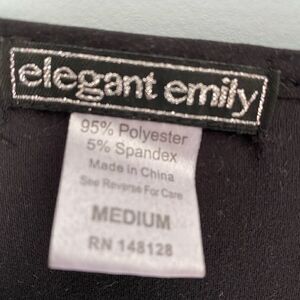 elegant emily
95% Polyester
5% Spandex
Made in China
See Reverse For Care
MEDIUM
RN 148128